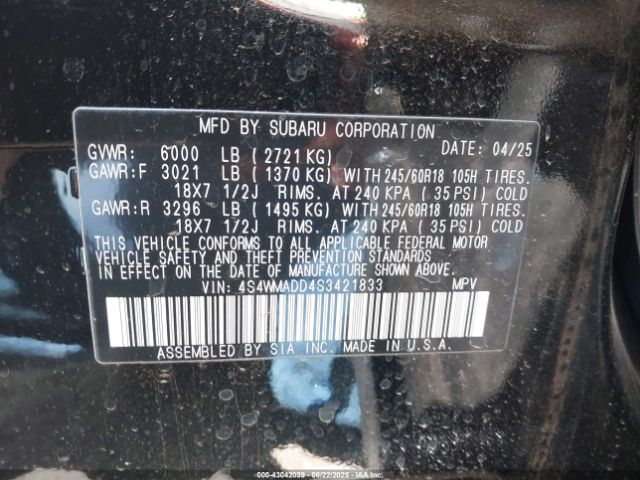 MFD BY SUBARU CORPORATION DATE: 04/25
GVWR: 6000 LB ( 2721 KG)
GAWR:F 3021 LB ( 1370 KG) WITH 245/60R18 105H TIRES.
18X7 1/2J RIMS. AT 240 KPA ( 35 PSI) COLD
GAWR:R 3296 LB ( 1495 KG) WITH 245/60R18 105H TIRES.
18X7 1/2J RIMS. AT 240 KPA ( 35 PSI) COLD
THIS VEHICLE CONFORMS TO ALL APPLICABLE FEDERAL MOTOR
VEHICLE SAFETY AND THEFT PREVENTION STANDARDS
IN EFFECT ON DATE OF MANUFACTURE SHOWN ABOVE.
VIN: 4S4WMADD4S3421833 MPV
ASSEMBLED BY SIA INC. MADE IN U.S.A.
000-43042039 - 08/22/2025 - COPYRIGHT IAA